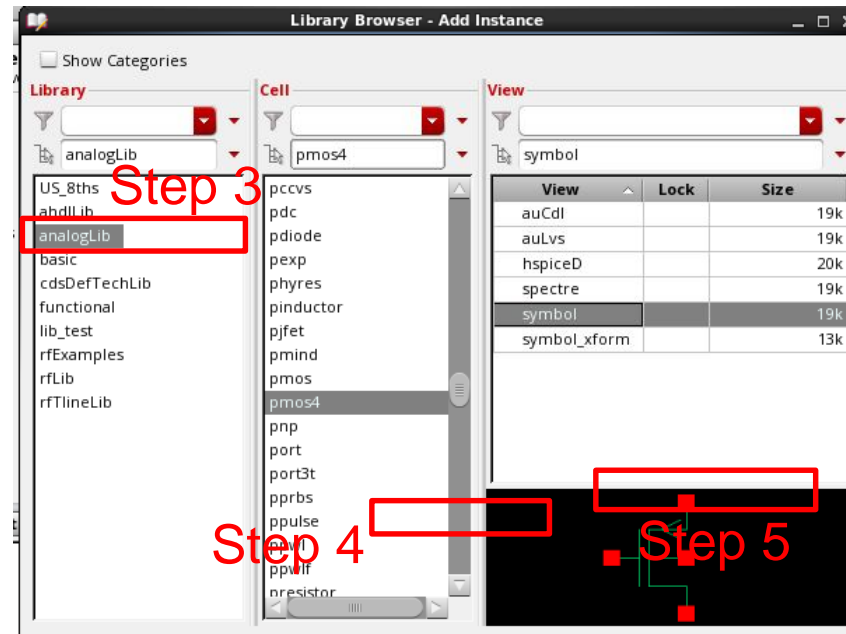 Library Browser - Add Instance
Show Categories
Library
Cell
View
analogLib
pmos4
symbol
Step 3
US_8ths
ahdlLib
analogLib
basic
cdsDefTechLib
functional
lib_test
rfExamples
rfLib
rfTlineLib
pccvs
pdc
pdiode
pexp
phyres
pinductor
pjfet
pmind
pmos
pmos4
pnp
port
port3t
pprbs
ppulse
ppwl
ppwlf
presistor
Step 4
View Lock Size
auCdl 19k
auLvs 19k
hspiceD 20k
spectre 19k
symbol 19k
symbol_xform 13k
Step 5